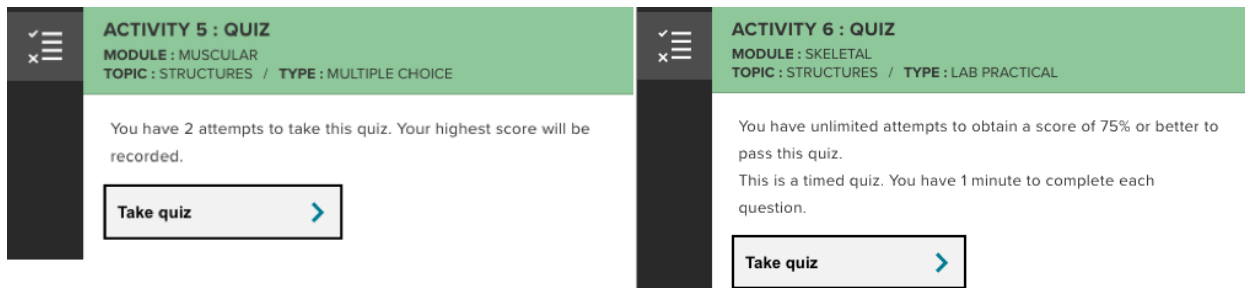 ACTIVITY 5 : QUIZ
MODULE : MUSCULAR
TOPIC : STRUCTURES / TYPE : MULTIPLE CHOICE
You have 2 attempts to take this quiz. Your highest score will be
recorded.
Take quiz
ACTIVITY 6 : QUIZ
MODULE : SKELETAL
TOPIC : STRUCTURES / TYPE : LAB PRACTICAL
You have unlimited attempts to obtain a score of 75% or better to
pass this quiz.
This is a timed quiz. You have 1 minute to complete each
question.
Take quiz